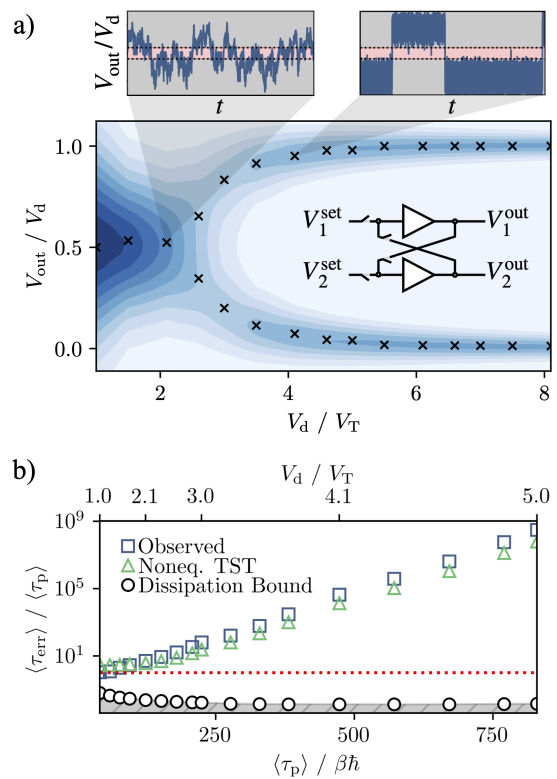 a)
V_out/V_d
t
t
1.0
0.5
0.0
V_out / V_d
V_1^set
V_1^out
V_2^set
V_2^out
2
4
6
8
V_d / V_T
b)
V_d / V_T
1.0
2.1
3.0
4.1
5.0
10^9
10^5
10^1
⟨τ_err⟩ / ⟨τ_p⟩
Observed
Noneq. TST
Dissipation Bound
250
500
750
⟨τ_p⟩ / βħ